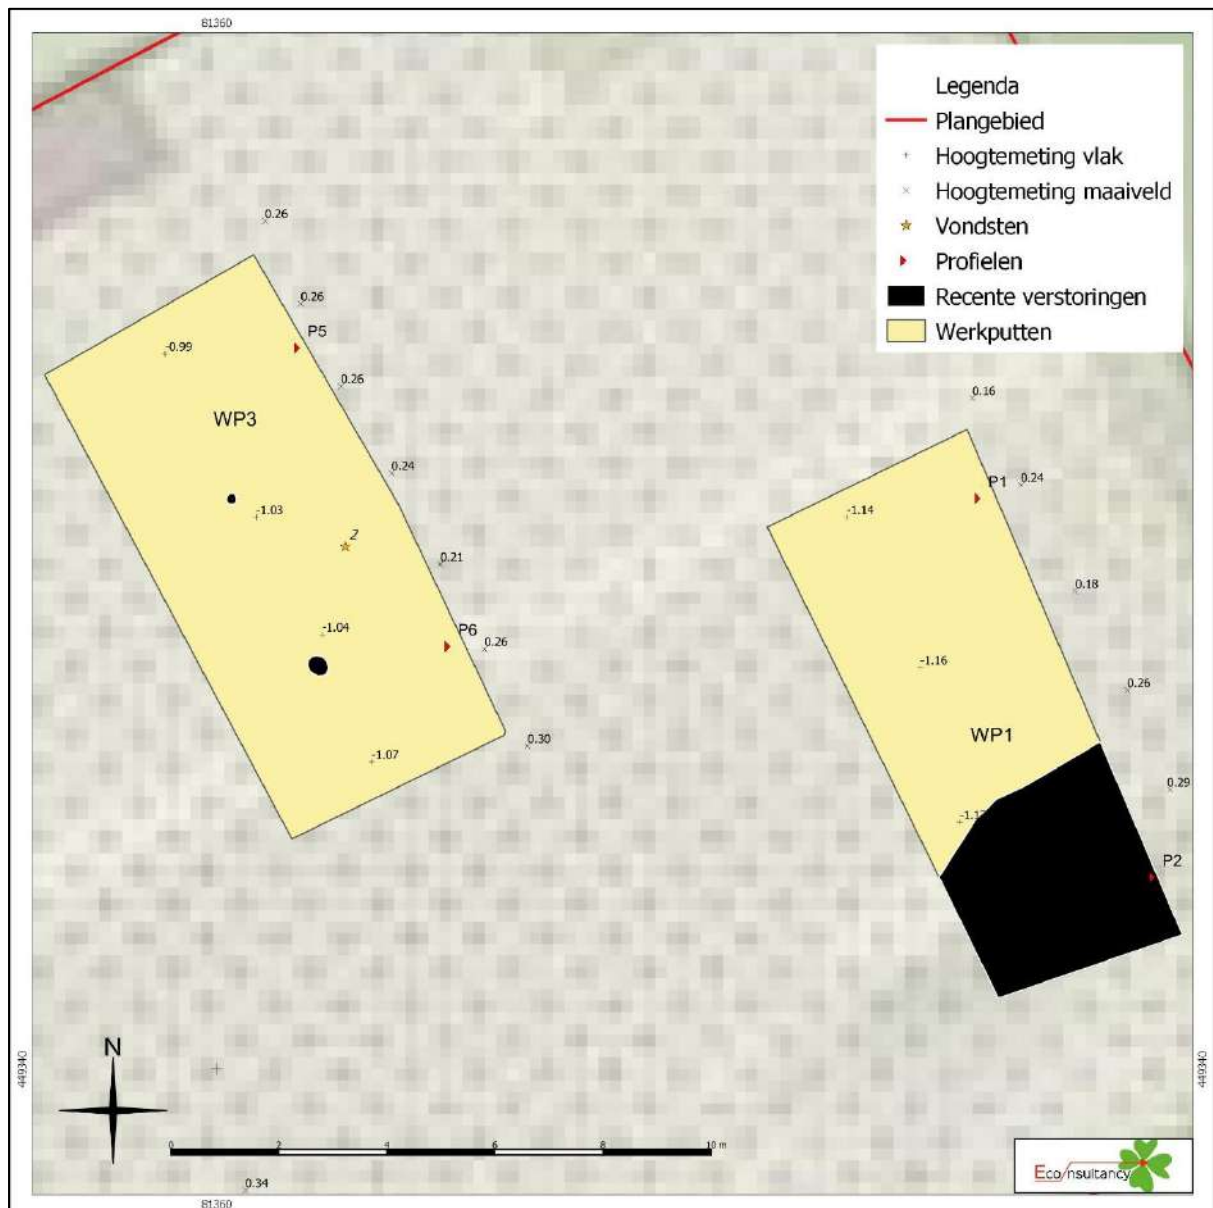 81360
Legenda
Plangebied
Hoogtemeting vlak
Hoogtemeting maaiveld
Vondsten
Profielen
Recente verstoringen
Werkputten
0.26
0.26
P5
-0.99
0.26
0.16
WP3
0.24
0.24
P1
-1.03
-1.14
2
0.21
0.18
-1.04
P6
0.26
-1.16
0.26
0.30
WP1
-1.07
0.29
P2
N
449340
449340
0 2 4 6 8 10 m
Econsultancy
0.34
81360